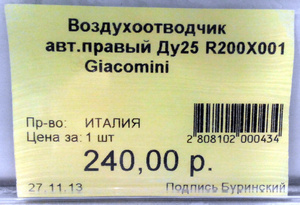 Воздухоотводчик
авт.правый Ду25 R200X001
Giacomini
Пр-во: ИТАЛИЯ
Цена за: 1 шт
2 808102 000434
240,00 р.
27.11.13 Подпись Буринский